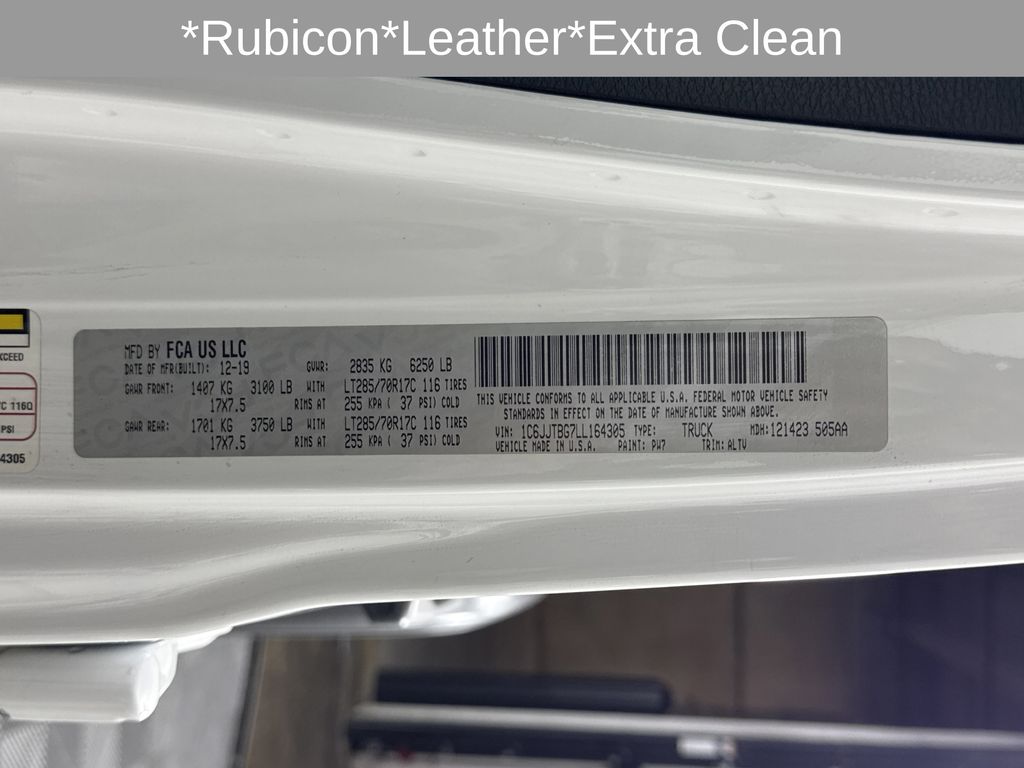 *Rubicon*Leather*Extra Clean
MFD BY FCA US LLC
DATE OF MFR(BUILT): 12-19 GVWR: 2835 KG 6250 LB
GAWR FRONT: 1407 KG 3100 LB WITH LT285/70R17C 116 TIRES
17X7.5 RIMS AT 255 KPA ( 37 PSI) COLD
GAWR REAR: 1701 KG 3750 LB WITH LT285/70R17C 116 TIRES
17X7.5 RIMS AT 255 KPA ( 37 PSI) COLD
THIS VEHICLE CONFORMS TO ALL APPLICABLE U.S.A. FEDERAL MOTOR VEHICLE SAFETY
STANDARDS IN EFFECT ON THE DATE OF MANUFACTURE SHOWN ABOVE.
VIN: 1C6JJTBG7LL164305 TYPE: TRUCK MDH:121423 505AA
VEHICLE MADE IN U.S.A. PAINT: PW7 TRIM: ALTV
XCEED
C 116Q
PSI
4305